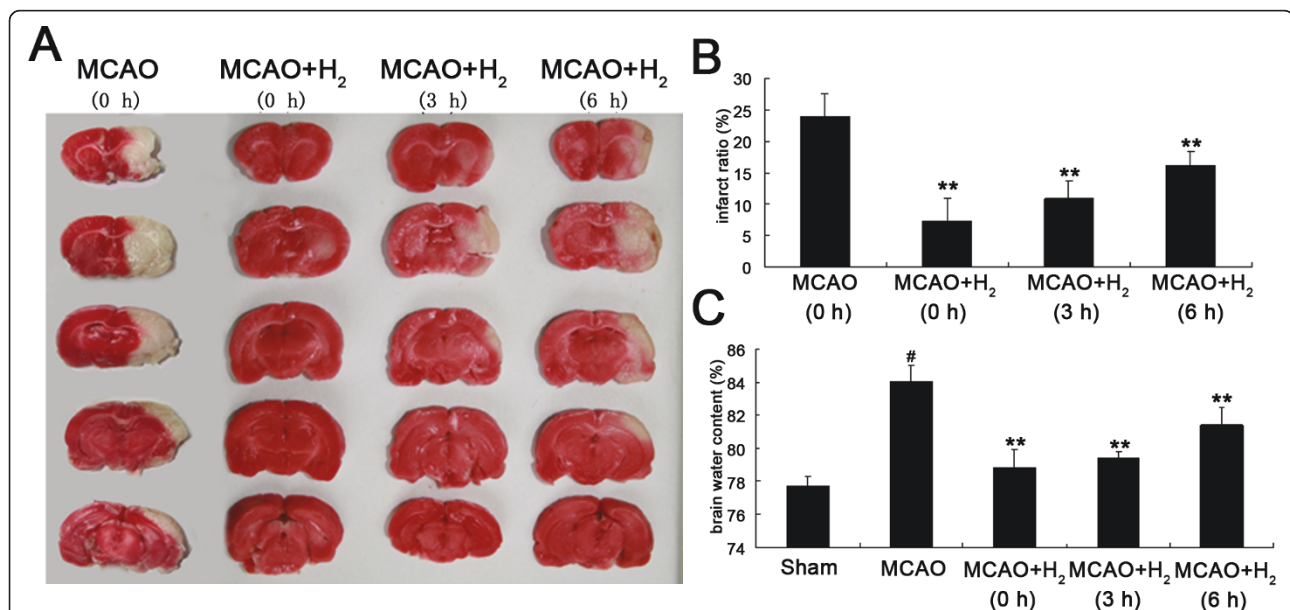 A
MCAO MCAO+H₂ MCAO+H₂ MCAO+H₂
(0 h) (0 h) (3 h) (6 h)
B
infarct ratio (%)
30
25
20
15
10
5
0
** ** **
MCAO MCAO+H₂ MCAO+H₂ MCAO+H₂
(0 h) (0 h) (3 h) (6 h)
C
brain water content (%)
86
84
82
80
78
76
74
# ** ** **
Sham MCAO MCAO+H₂ MCAO+H₂ MCAO+H₂
(0 h) (3 h) (6 h)